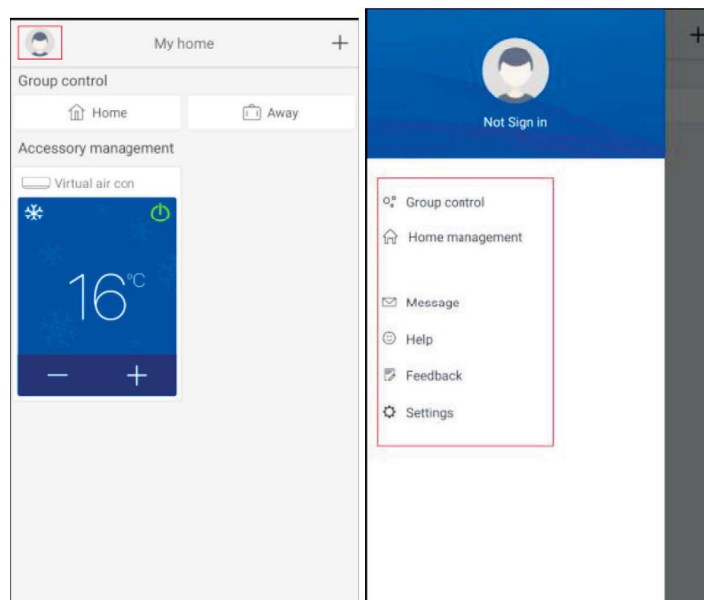 My home
Group control
Home
Away
Accessory management
Virtual air con
16°C
Not Sign in
Group control
Home management
Message
Help
Feedback
Settings